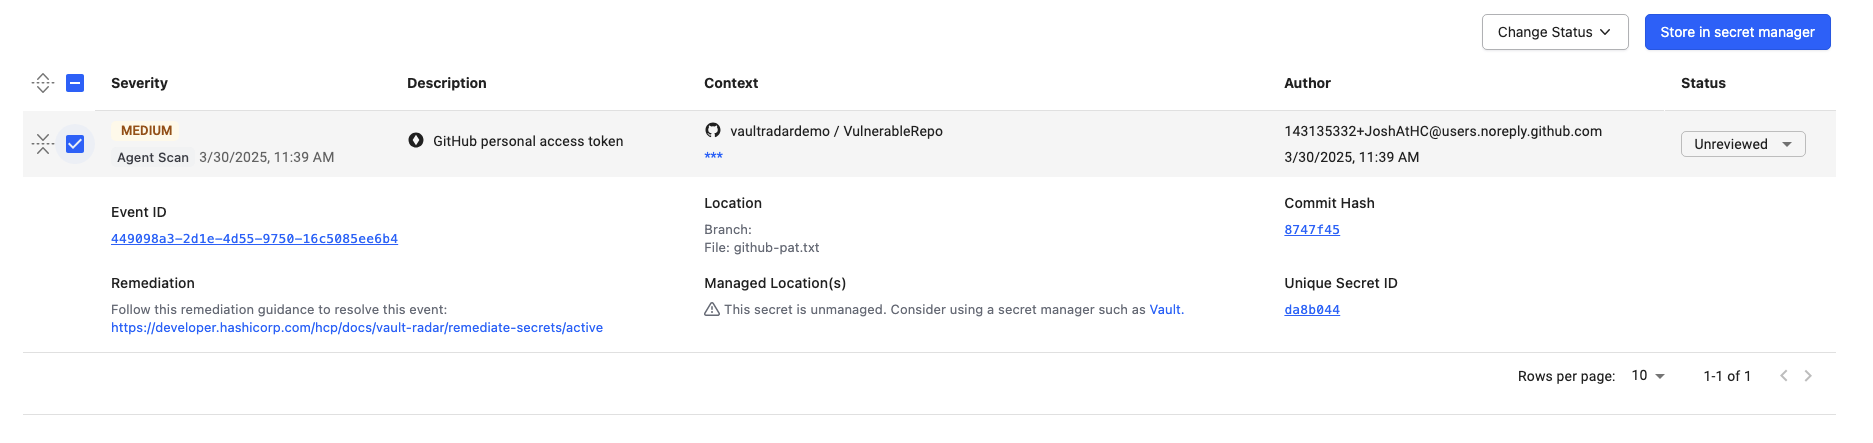 Change Status
Store in secret manager
Severity Description Context Author Status
MEDIUM
Agent Scan 3/30/2025, 11:39 AM
GitHub personal access token
vaultradardemo / VulnerableRepo
***
143135332+JoshAtHC@users.noreply.github.com
3/30/2025, 11:39 AM
Unreviewed
Event ID
449098a3-2d1e-4d55-9750-16c5085ee6b4
Location
Branch:
File: github-pat.txt
Commit Hash
8747f45
Remediation
Follow this remediation guidance to resolve this event:
https://developer.hashicorp.com/hcp/docs/vault-radar/remediate-secrets/active
Managed Location(s)
This secret is unmanaged. Consider using a secret manager such as Vault.
Unique Secret ID
da8b044
Rows per page: 10 1-1 of 1